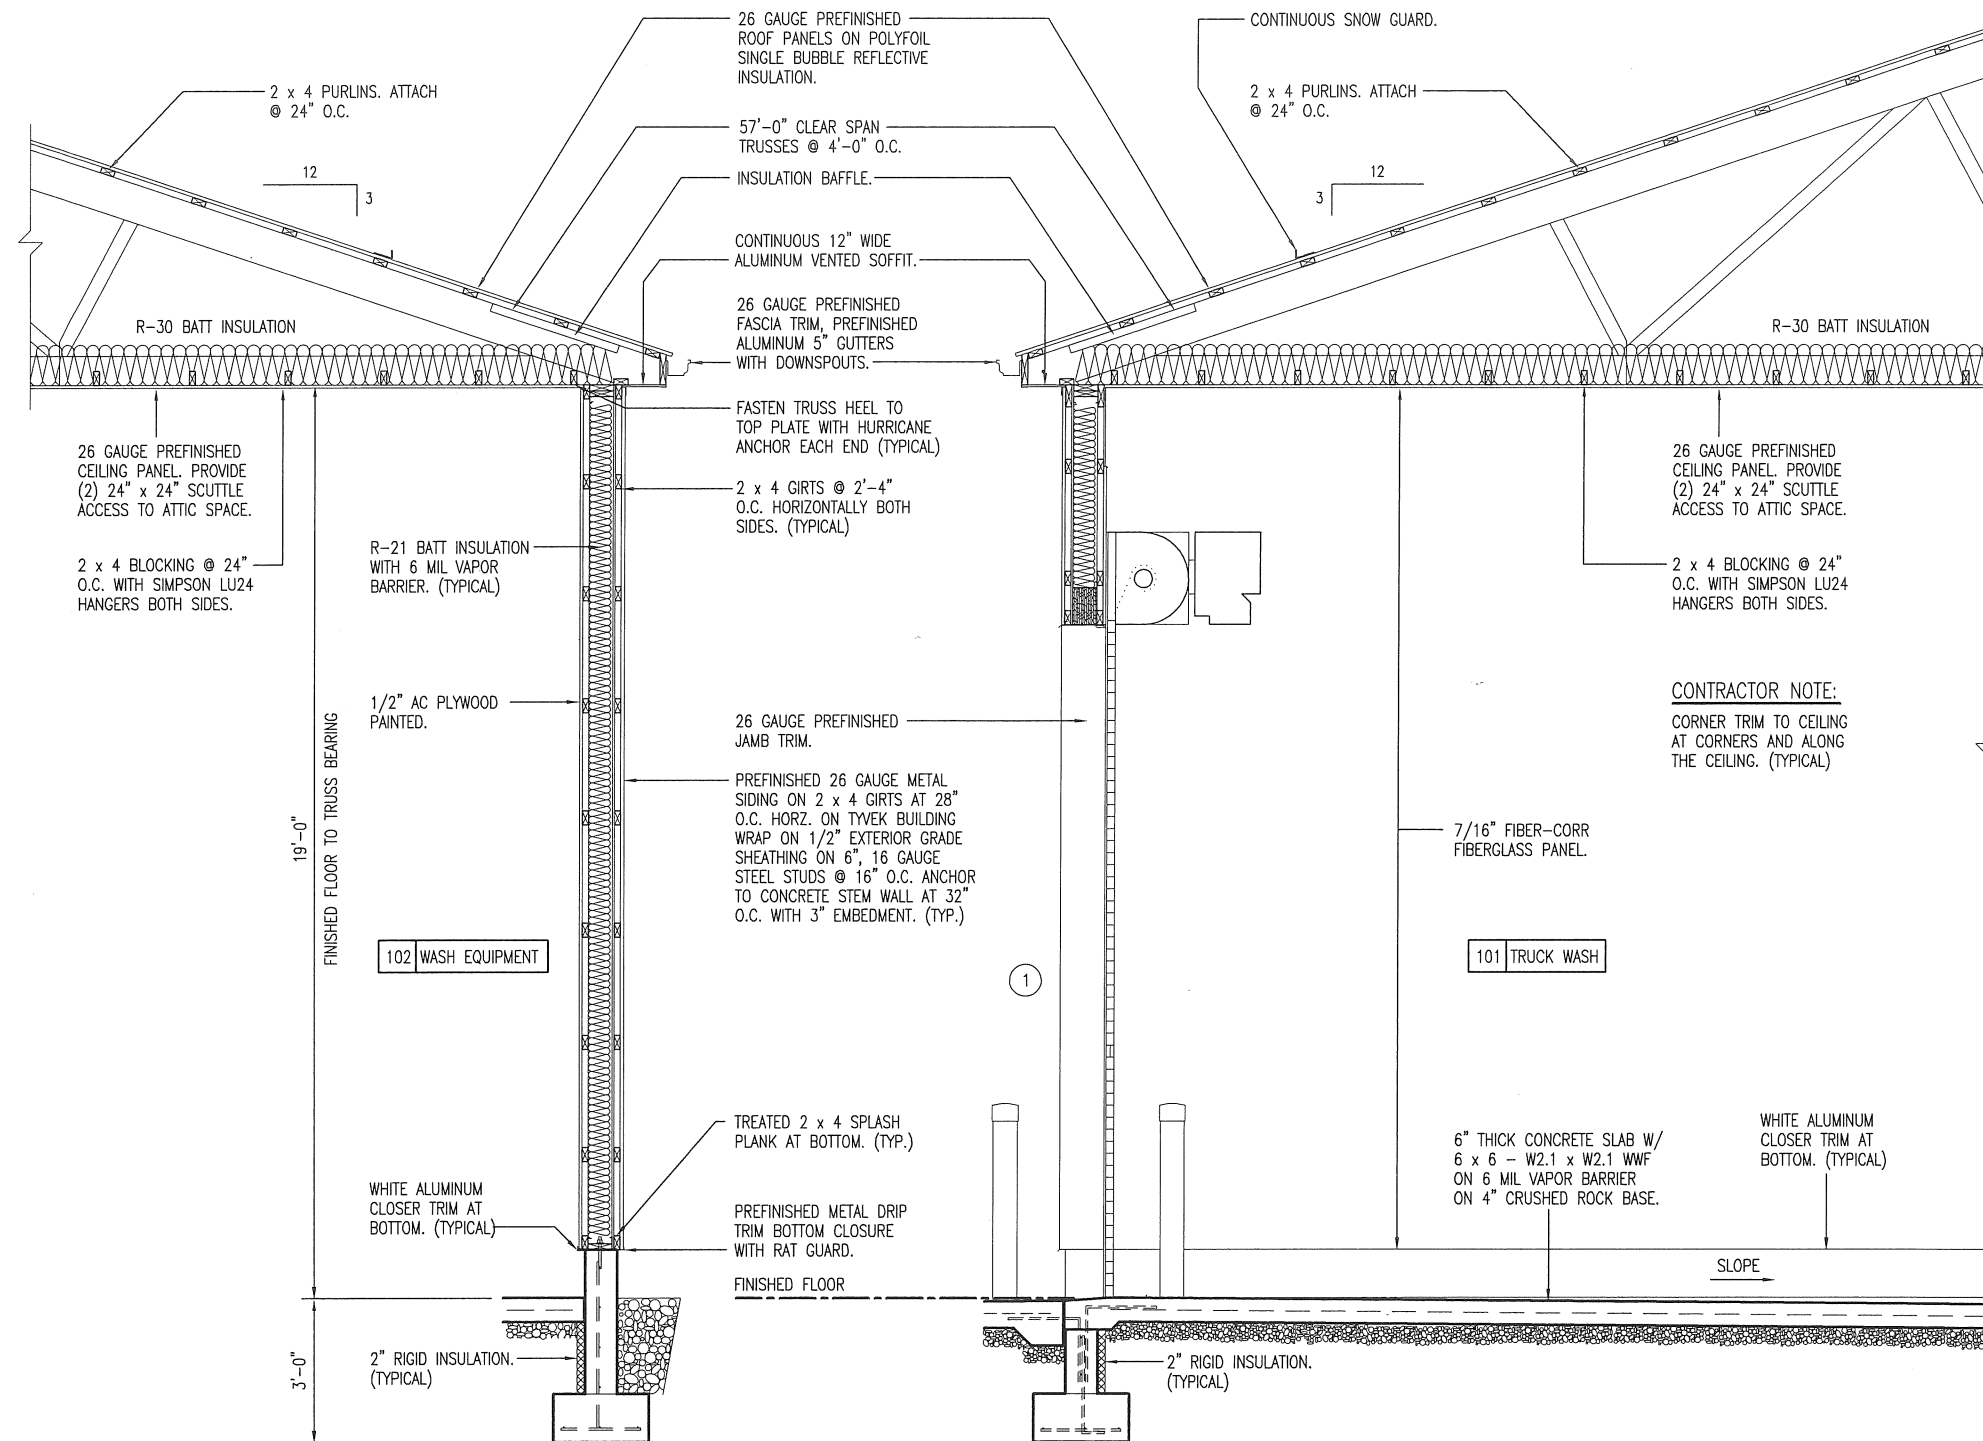 26 GAUGE PREFINISHED
ROOF PANELS ON POLYFOIL
SINGLE BUBBLE REFLECTIVE
INSULATION.
CONTINUOUS SNOW GUARD.
2 x 4 PURLINS. ATTACH
@ 24" O.C.
2 x 4 PURLINS. ATTACH
@ 24" O.C.
57'-0" CLEAR SPAN
TRUSSES @ 4'-0" O.C.
12
3
INSULATION BAFFLE.
12
3
CONTINUOUS 12" WIDE
ALUMINUM VENTED SOFFIT.
26 GAUGE PREFINISHED
FASCIA TRIM, PREFINISHED
ALUMINUM 5" GUTTERS
WITH DOWNSPOUTS.
R-30 BATT INSULATION
R-30 BATT INSULATION
FASTEN TRUSS HEEL TO
TOP PLATE WITH HURRICANE
ANCHOR EACH END (TYPICAL)
26 GAUGE PREFINISHED
CEILING PANEL. PROVIDE
(2) 24" x 24" SCUTTLE
ACCESS TO ATTIC SPACE.
26 GAUGE PREFINISHED
CEILING PANEL. PROVIDE
(2) 24" x 24" SCUTTLE
ACCESS TO ATTIC SPACE.
2 x 4 GIRTS @ 2'-4"
O.C. HORIZONTALLY BOTH
SIDES. (TYPICAL)
R-21 BATT INSULATION
WITH 6 MIL VAPOR
BARRIER. (TYPICAL)
2 x 4 BLOCKING @ 24"
O.C. WITH SIMPSON LU24
HANGERS BOTH SIDES.
2 x 4 BLOCKING @ 24"
O.C. WITH SIMPSON LU24
HANGERS BOTH SIDES.
1/2" AC PLYWOOD
PAINTED.
26 GAUGE PREFINISHED
JAMB TRIM.
CONTRACTOR NOTE:
CORNER TRIM TO CEILING
AT CORNERS AND ALONG
THE CEILING. (TYPICAL)
PREFINISHED 26 GAUGE METAL
SIDING ON 2 x 4 GIRTS AT 28"
O.C. HORZ. ON TYVEK BUILDING
WRAP ON 1/2" EXTERIOR GRADE
SHEATHING ON 6", 16 GAUGE
STEEL STUDS @ 16" O.C. ANCHOR
TO CONCRETE STEM WALL AT 32"
O.C. WITH 3" EMBEDMENT. (TYP.)
19'-0"
FINISHED FLOOR TO TRUSS BEARING
7/16" FIBER-CORR
FIBERGLASS PANEL.
102 WASH EQUIPMENT
1
101 TRUCK WASH
TREATED 2 x 4 SPLASH
PLANK AT BOTTOM. (TYP.)
6" THICK CONCRETE SLAB W/
6 x 6 - W2.1 x W2.1 WWF
ON 6 MIL VAPOR BARRIER
ON 4" CRUSHED ROCK BASE.
WHITE ALUMINUM
CLOSER TRIM AT
BOTTOM. (TYPICAL)
WHITE ALUMINUM
CLOSER TRIM AT
BOTTOM. (TYPICAL)
PREFINISHED METAL DRIP
TRIM BOTTOM CLOSURE
WITH RAT GUARD.
FINISHED FLOOR
SLOPE
3'-0"
2" RIGID INSULATION.
(TYPICAL)
2" RIGID INSULATION.
(TYPICAL)